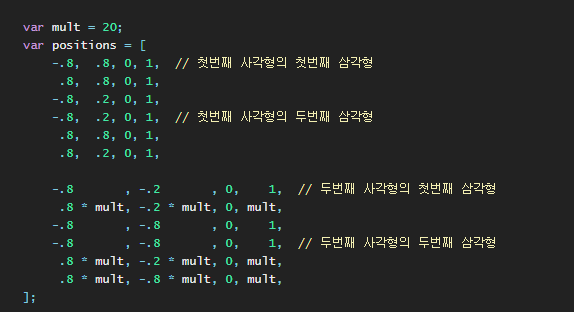 var mult = 20;
var positions = [
    -.8,  .8, 0, 1,  // 첫번째 사각형의 첫번째 삼각형
     .8,  .8, 0, 1,
    -.8,  .2, 0, 1,
    -.8,  .2, 0, 1,  // 첫번째 사각형의 두번째 삼각형
     .8,  .8, 0, 1,
     .8,  .2, 0, 1,

    -.8       , -.2       , 0,    1,  // 두번째 사각형의 첫번째 삼각형
     .8 * mult, -.2 * mult, 0, mult,
    -.8       , -.8       , 0,    1,
    -.8       , -.8       , 0,    1,  // 두번째 사각형의 두번째 삼각형
     .8 * mult, -.2 * mult, 0, mult,
     .8 * mult, -.8 * mult, 0, mult,
];